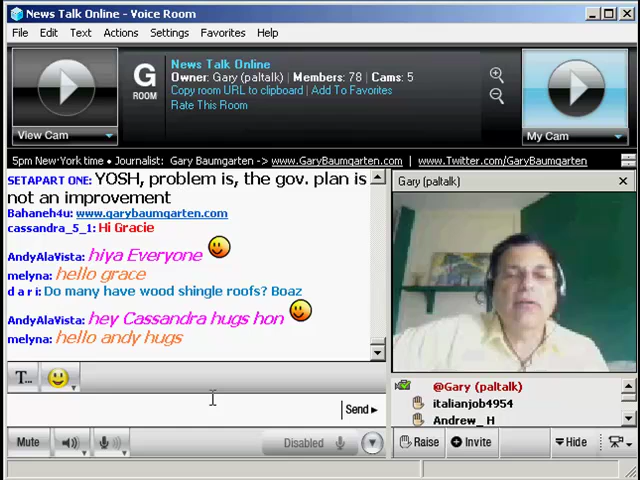 News Talk Online - Voice Room
File Edit Text Actions Settings Favorites Help
G
ROOM
News Talk Online
Owner: Gary (paltalk) | Members: 78 | Cams: 5
Copy room URL to clipboard | Add To Favorites
Rate This Room
View Cam
My Cam
5pm New York time • Journalist: Gary Baumgarten -> www.GaryBaumgarten.com | www.Twitter.com/GaryBaumgarten
SETAPART ONE: YOSH, problem is, the gov. plan is
not an improvement
Bahaneh4u: www.garybaumgarten.com
cassandra_5_1: Hi Gracie
AndyAlaVista: hiya Everyone
melyna: hello grace
d a r i: Do many have wood shingle roofs? Boaz
AndyAlaVista: hey Cassandra hugs hon
melyna: hello andy hugs
Gary (paltalk)
T...
Send
@Gary (paltalk)
italianjob4954
Andrew_ H
Mute
Disabled
Raise
Invite
Hide